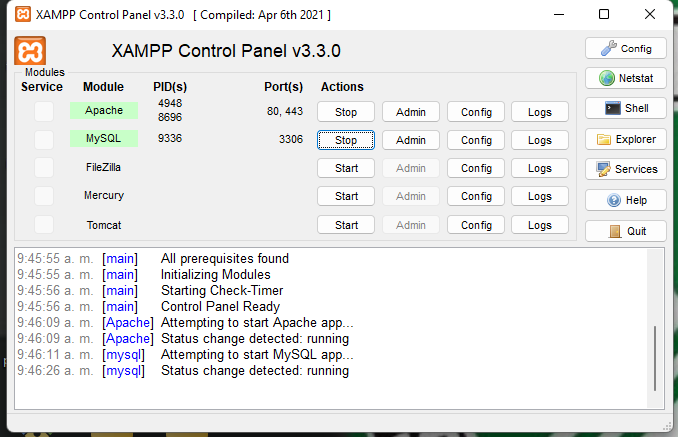 XAMPP Control Panel v3.3.0 [ Compiled: Apr 6th 2021 ]
XAMPP Control Panel v3.3.0
Config
Modules
Service Module PID(s) Port(s) Actions
Netstat
Apache 4948 8696 80, 443 Stop Admin Config Logs
Shell
MySQL 9336 3306 Stop Admin Config Logs
Explorer
FileZilla Start Admin Config Logs
Services
Mercury Start Admin Config Logs
Help
Tomcat Start Admin Config Logs
Quit
9:45:55 a. m. [main] All prerequisites found
9:45:55 a. m. [main] Initializing Modules
9:45:56 a. m. [main] Starting Check-Timer
9:45:56 a. m. [main] Control Panel Ready
9:46:09 a. m. [Apache] Attempting to start Apache app...
9:46:09 a. m. [Apache] Status change detected: running
9:46:11 a. m. [mysql] Attempting to start MySQL app...
9:46:26 a. m. [mysql] Status change detected: running